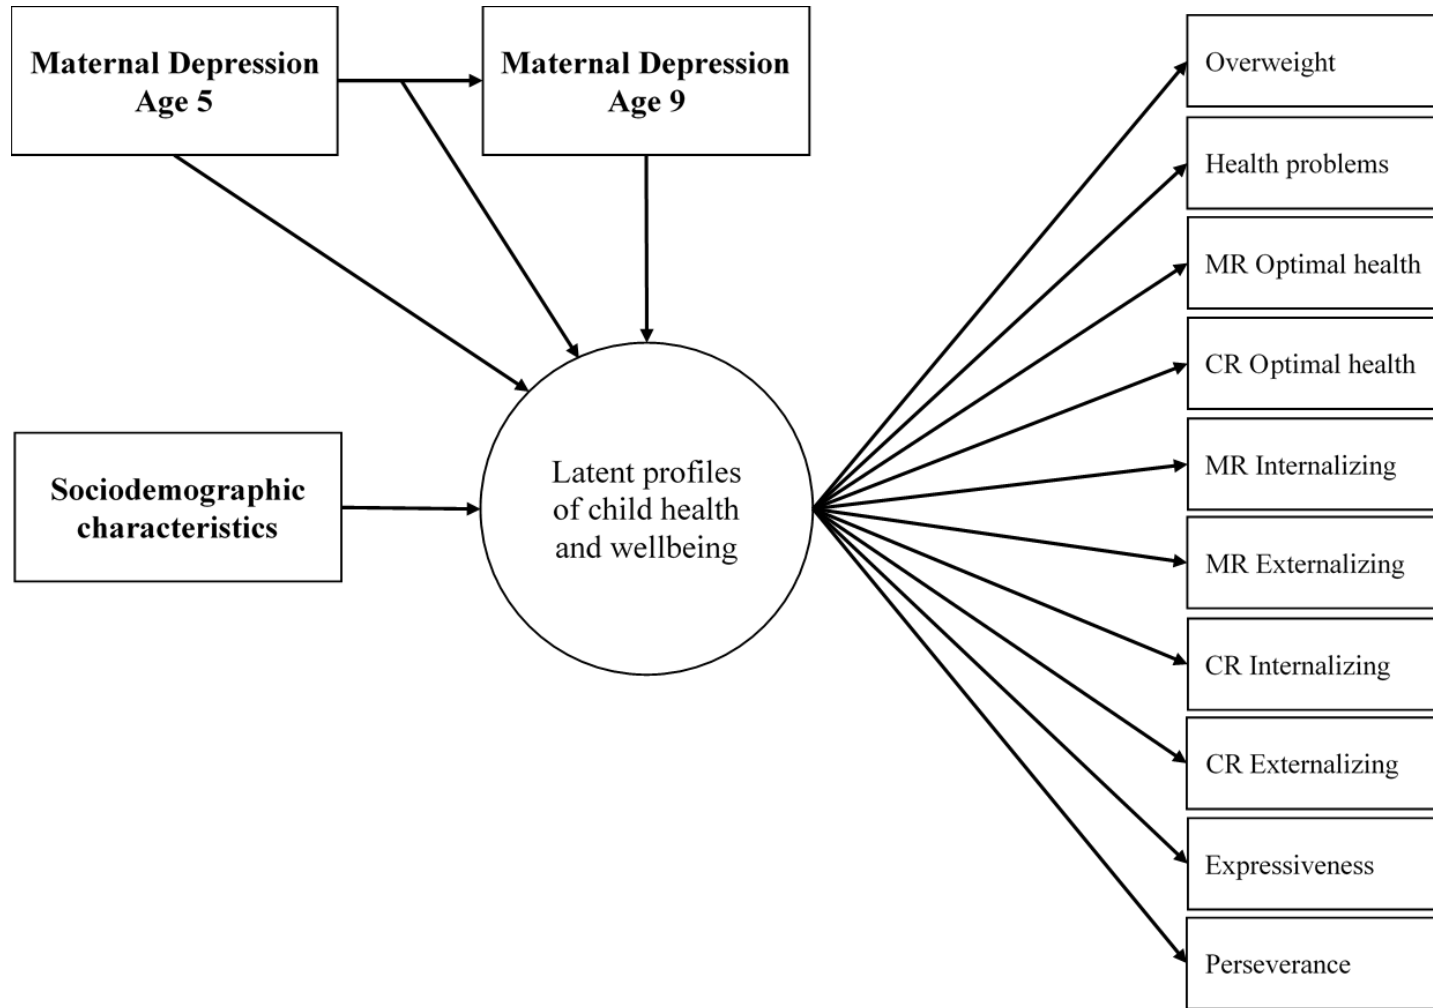 Maternal Depression
Age 5
Maternal Depression
Age 9
Sociodemographic
characteristics
Latent profiles
of child health
and wellbeing
Overweight
Health problems
MR Optimal health
CR Optimal health
MR Internalizing
MR Externalizing
CR Internalizing
CR Externalizing
Expressiveness
Perseverance